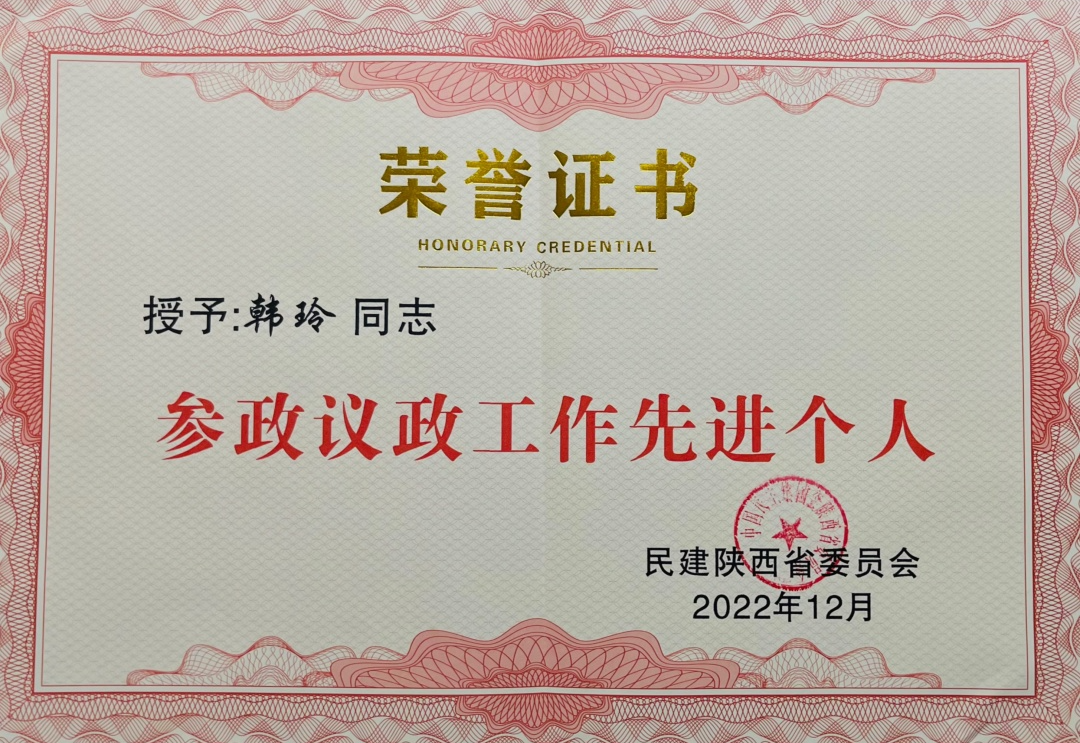 荣誉证书
HONORARY CREDENTIAL
授予:韩玲 同志
参政议政工作先进个人
民建陕西省委员会
2022年12月